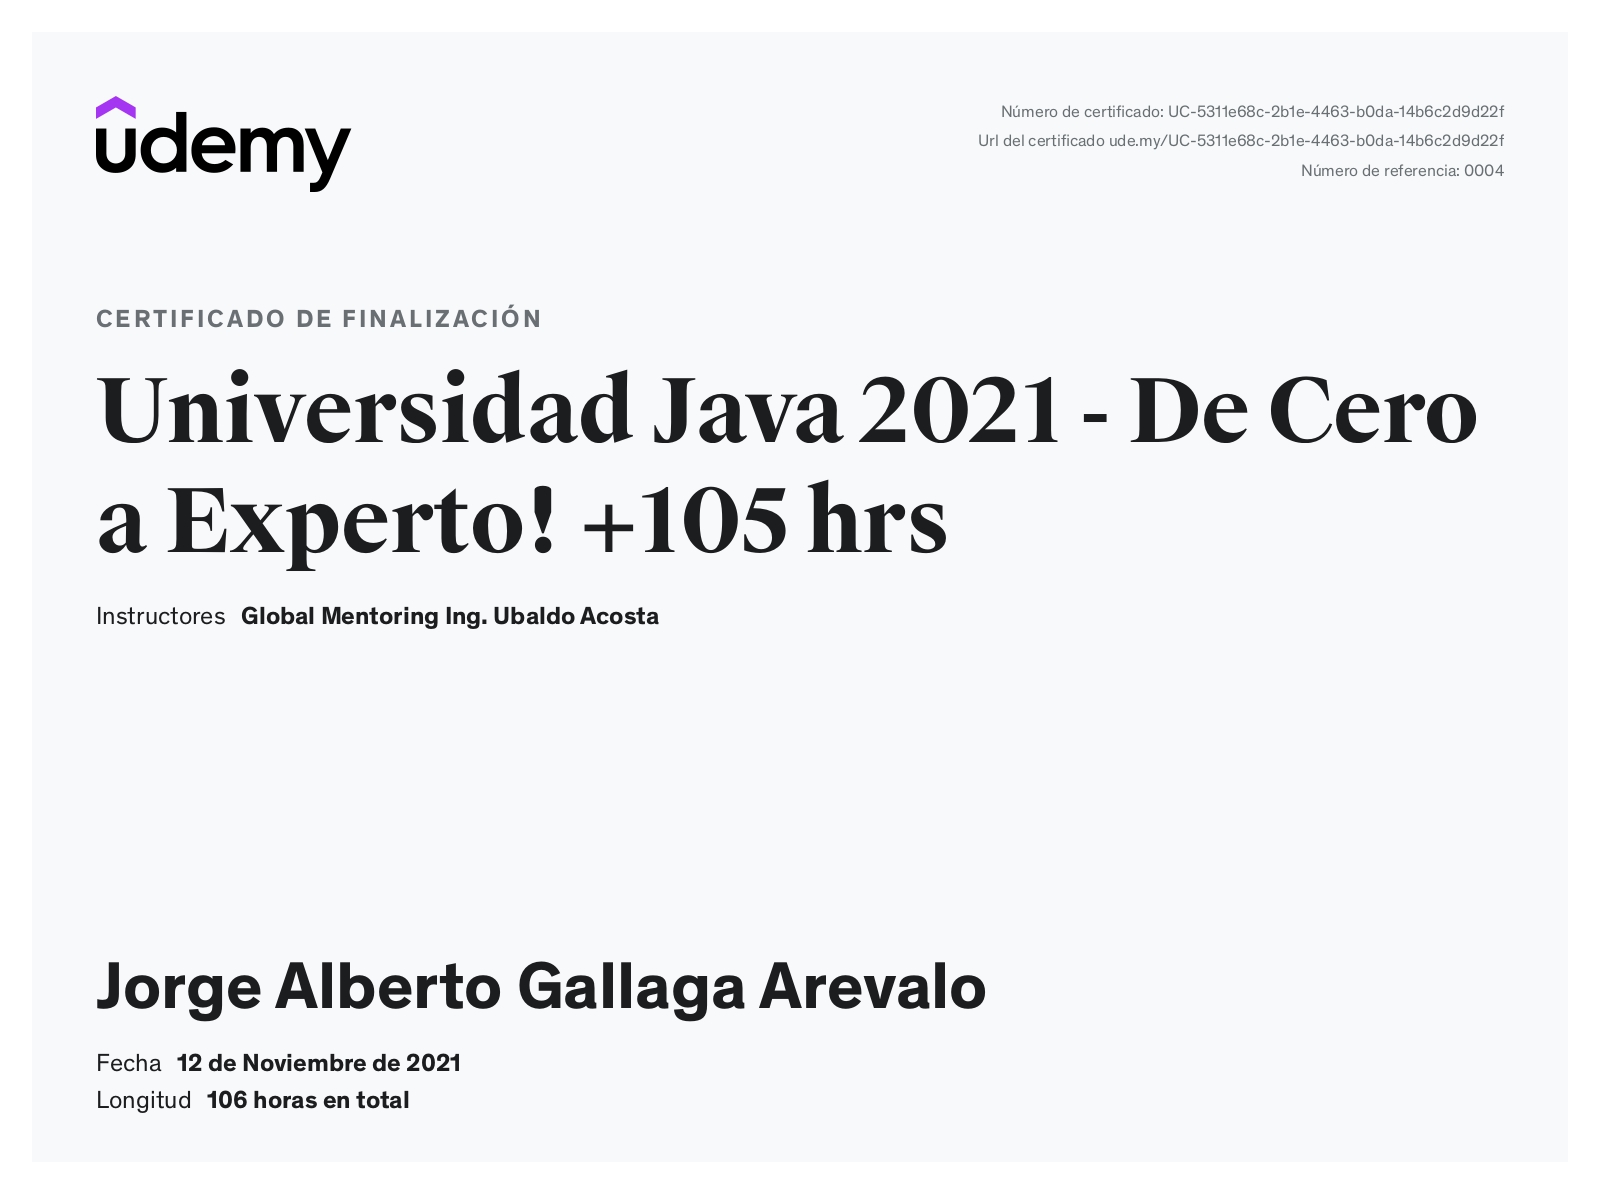 udemy
Número de certificado: UC-5311e68c-2b1e-4463-b0da-14b6c2d9d22f
Url del certificado ude.my/UC-5311e68c-2b1e-4463-b0da-14b6c2d9d22f
Número de referencia: 0004
CERTIFICADO DE FINALIZACIÓN
Universidad Java 2021 - De Cero
a Experto! +105 hrs
Instructores Global Mentoring Ing. Ubaldo Acosta
Jorge Alberto Gallaga Arevalo
Fecha 12 de Noviembre de 2021
Longitud 106 horas en total